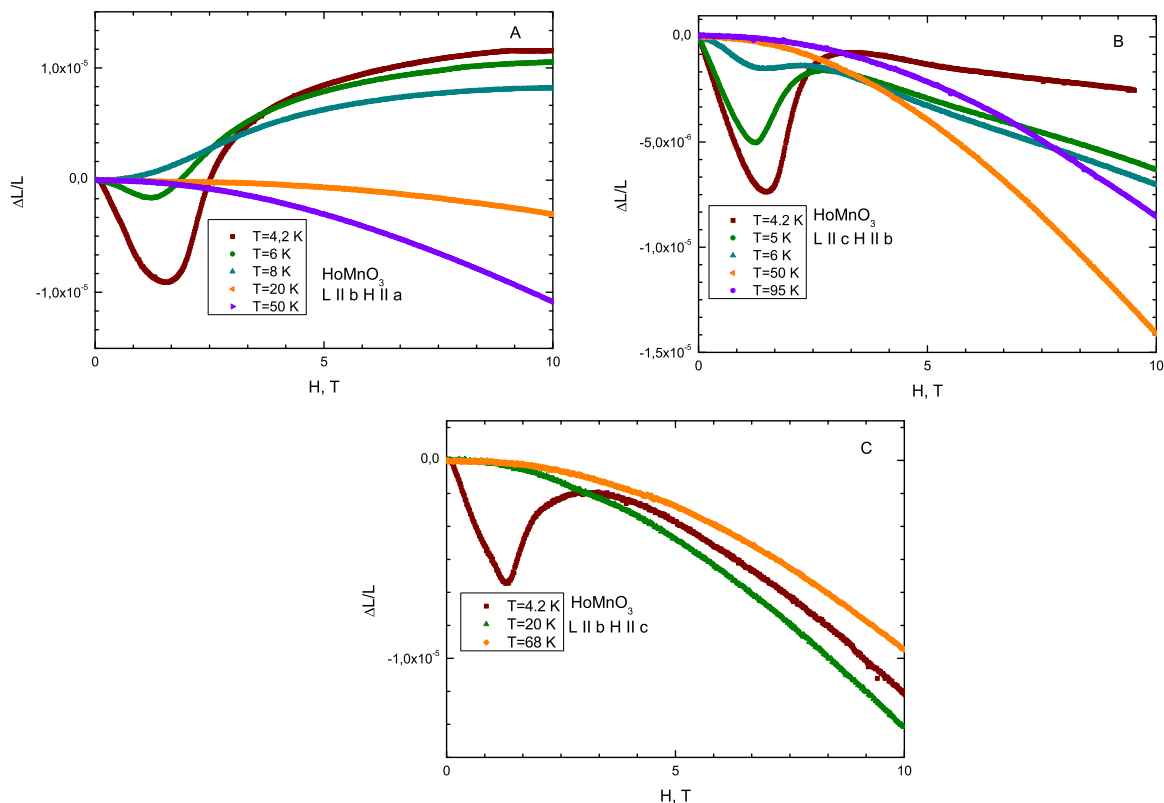 A
1,0x10⁻⁵
0,0
-1,0x10⁻⁵
ΔL/L
T=4,2 K
T=6 K
T=8 K
T=20 K
T=50 K
HoMnO₃
L II b H II a
0 5 10
H, T
B
0,0
-5,0x10⁻⁶
-1,0x10⁻⁵
-1,5x10⁻⁵
ΔL/L
T=4.2 K
T=5 K
T=6 K
T=50 K
T=95 K
HoMnO₃
L II c H II b
0 5 10
H, T
C
0,0
-1,0x10⁻⁵
ΔL/L
T=4.2 K
T=20 K
T=68 K
HoMnO₃
L II b H II c
0 5 10
H, T